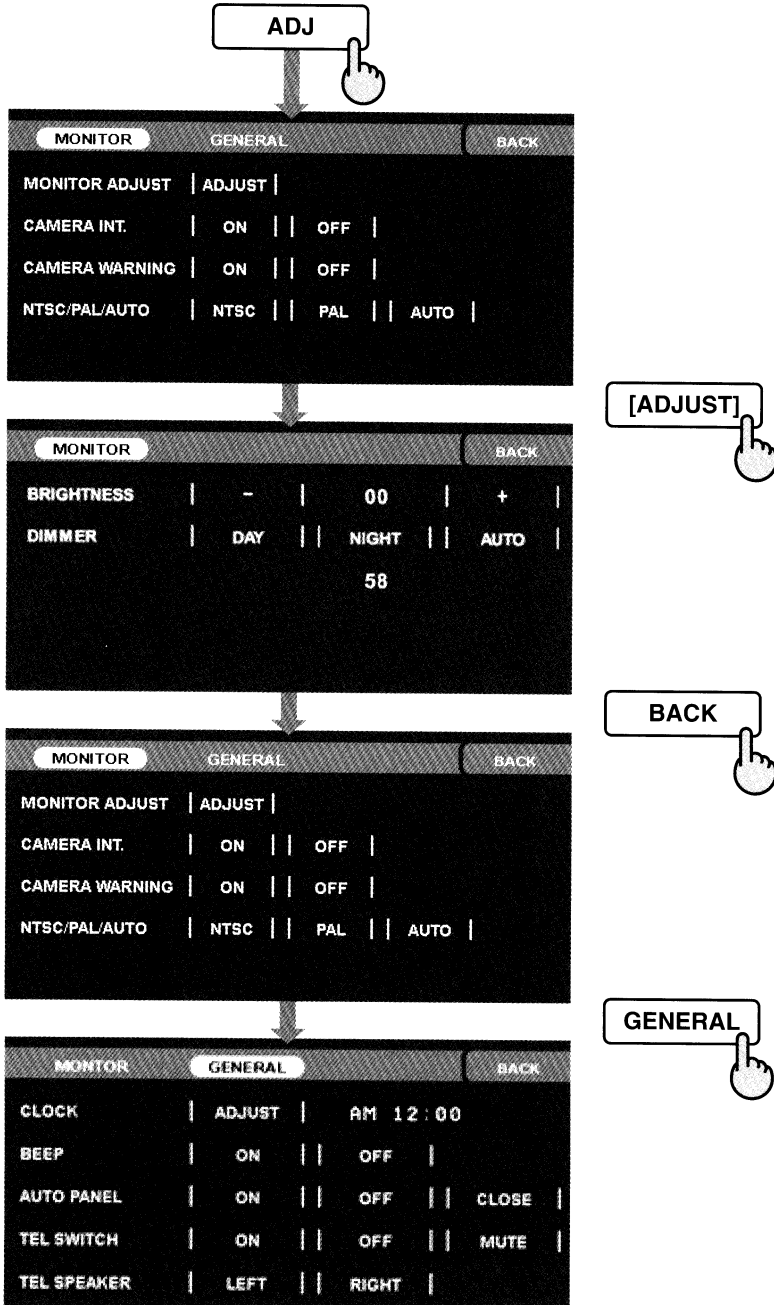 ADJ
MONITOR GENERAL BACK
MONITOR ADJUST | ADJUST |
CAMERA INT. | ON | | OFF |
CAMERA WARNING | ON | | OFF |
NTSC/PAL/AUTO | NTSC | | PAL | | AUTO |
[ADJUST]
MONITOR BACK
BRIGHTNESS | - | 00 | + |
DIMMER | DAY | | NIGHT | | AUTO |
58
BACK
MONITOR GENERAL BACK
MONITOR ADJUST | ADJUST |
CAMERA INT. | ON | | OFF |
CAMERA WARNING | ON | | OFF |
NTSC/PAL/AUTO | NTSC | | PAL | | AUTO |
GENERAL
MONTOR GENERAL BACK
CLOCK | ADJUST | AM 12:00
BEEP | ON | | OFF |
AUTO PANEL | ON | | OFF | | CLOSE |
TEL SWITCH | ON | | OFF | | MUTE |
TEL SPEAKER | LEFT | | RIGHT |